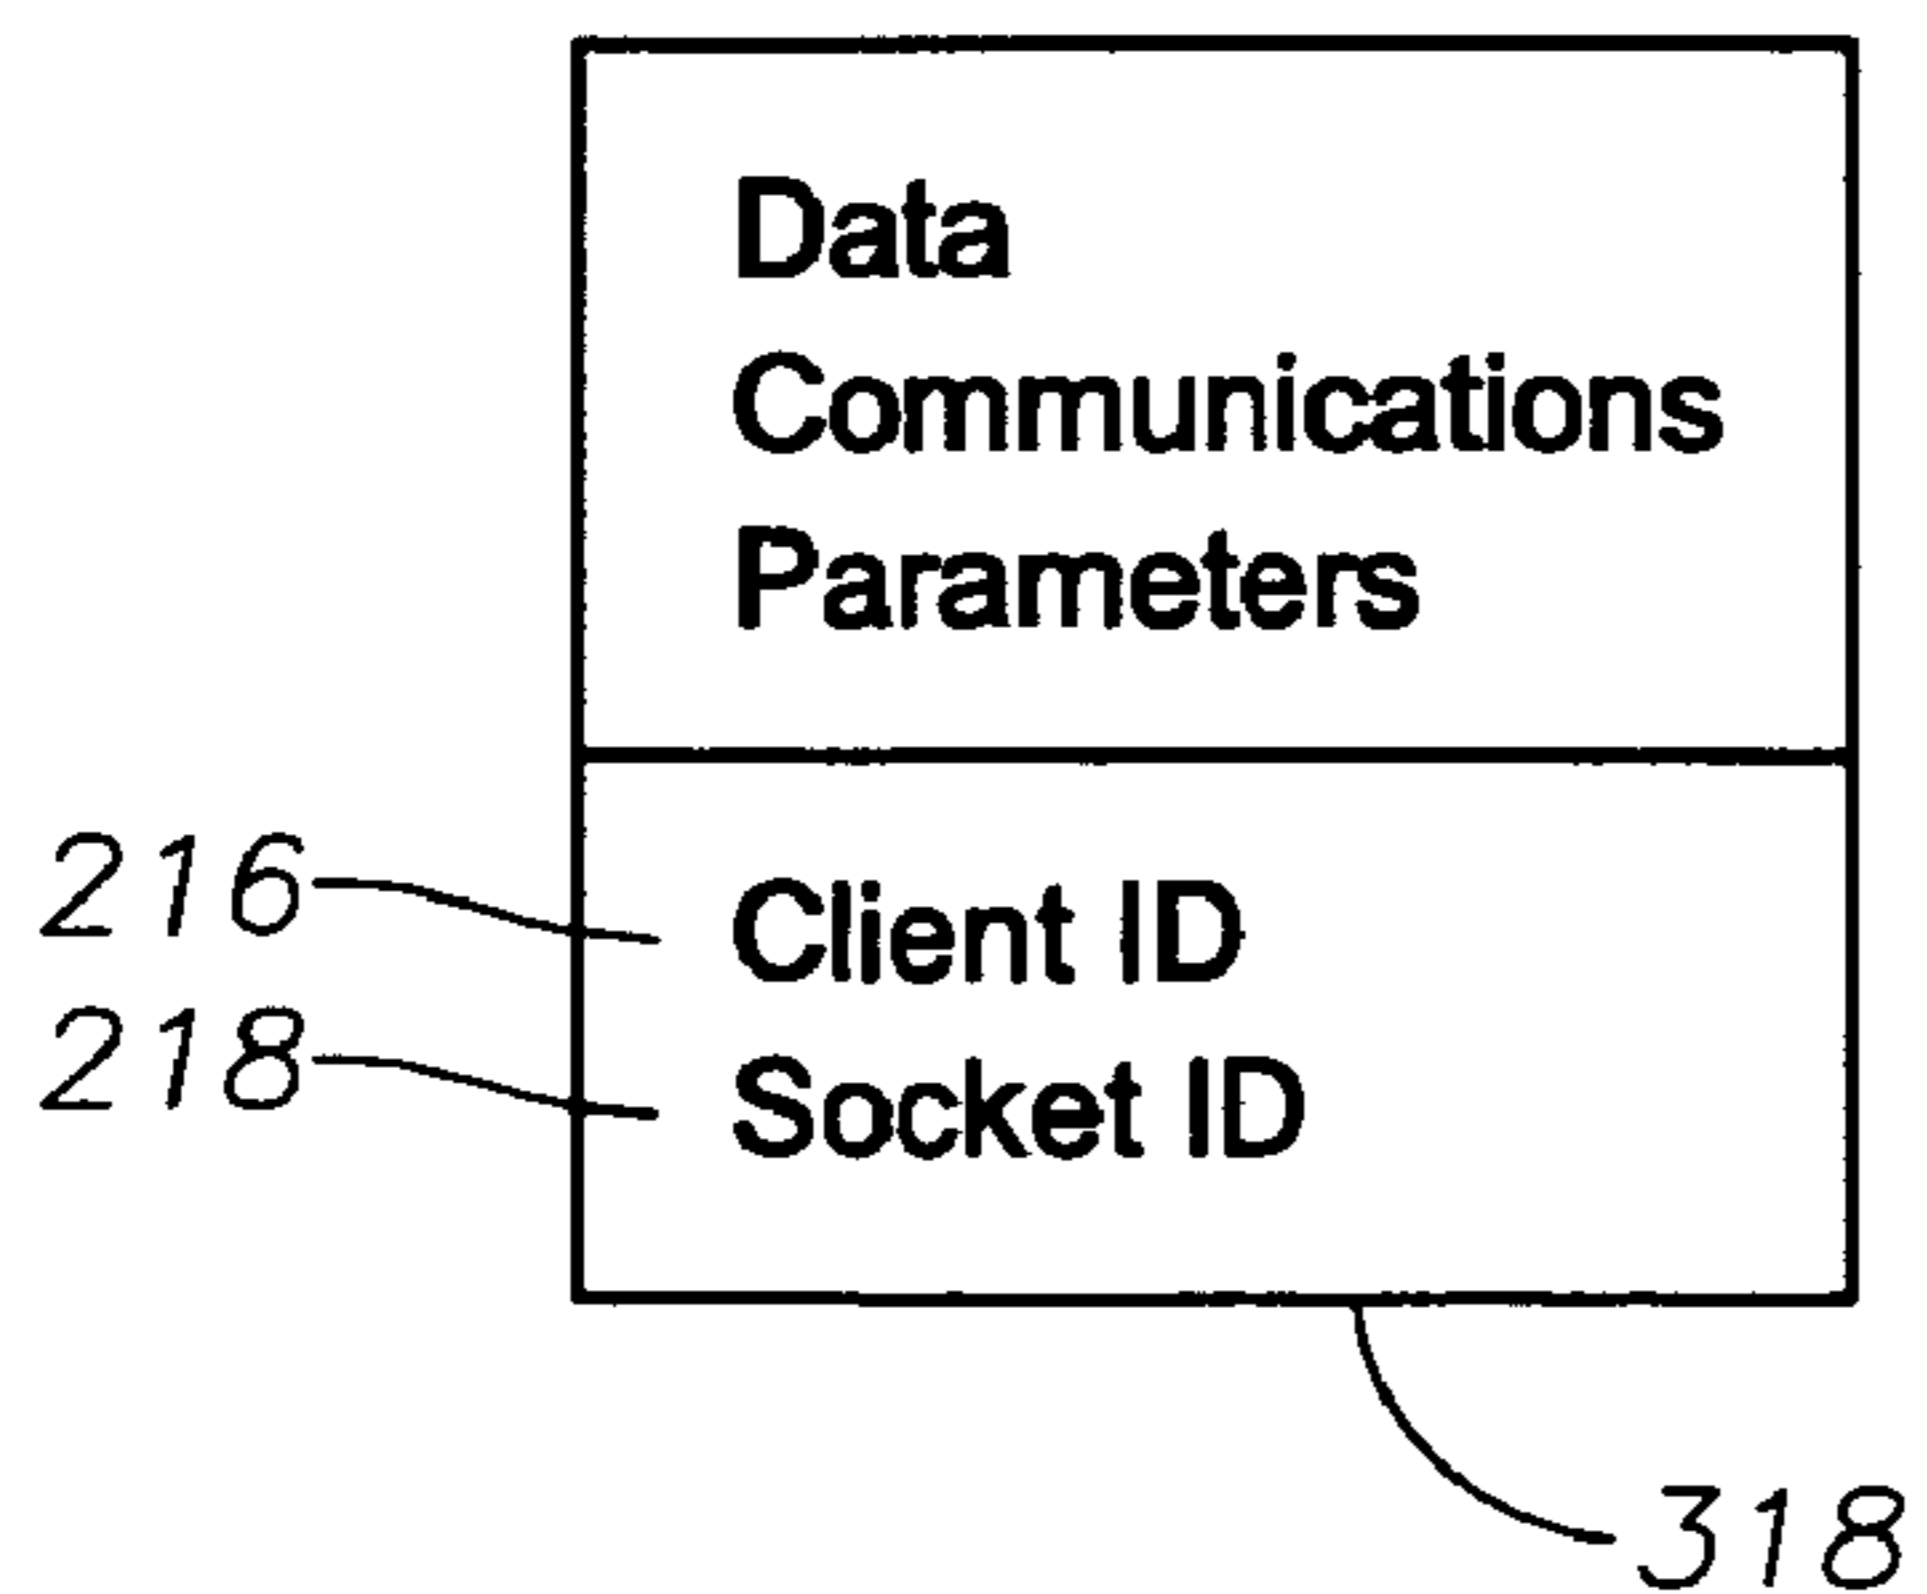 Data
Communications
Parameters
216 Client ID
218 Socket ID
318